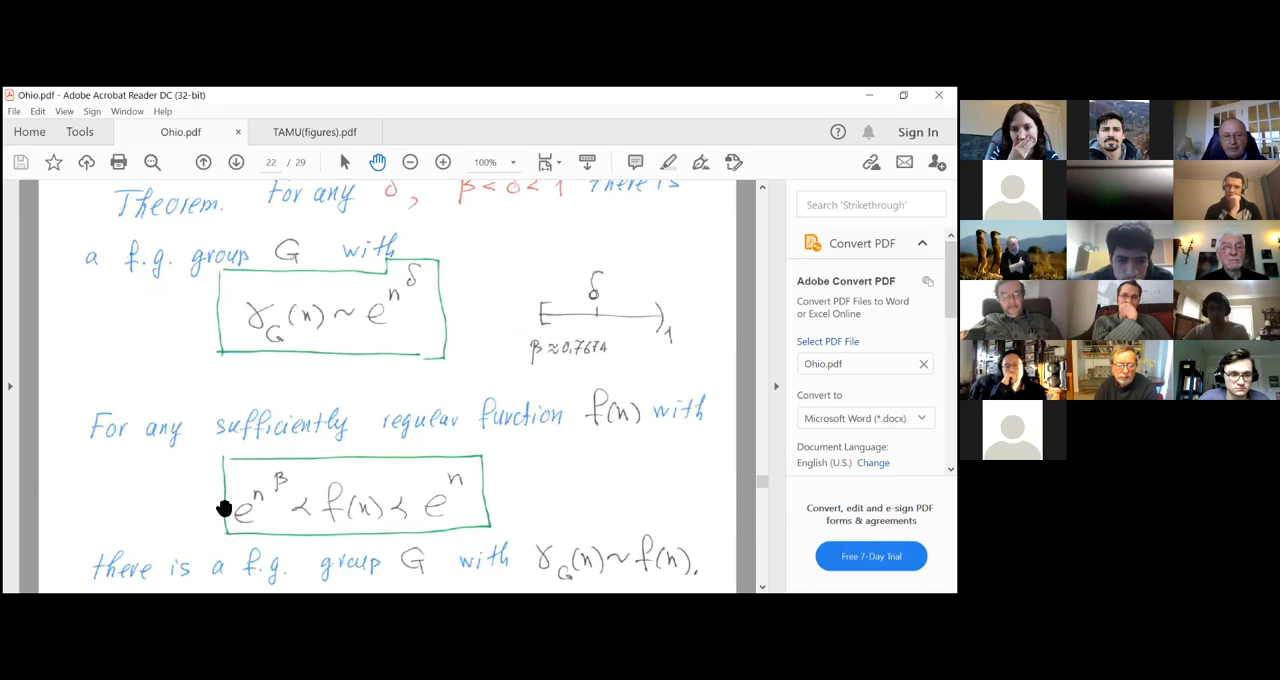 Ohio.pdf - Adobe Acrobat Reader DC (32-bit)
File Edit View Sign Window Help
Home Tools Ohio.pdf × TAMU(figures).pdf Sign In
22 / 29 100%
Theorem. For any δ, β < δ < 1 There is
a f.g. group G with
γ_G(n) ~ e^{n^δ}
δ
β ≈ 0.7674 1
For any sufficiently regular function f(n) with
e^{n^β} < f(n) < e^n
there is a f.g. group G with γ_G(n) ~ f(n).
Search 'Strikethrough'
Convert PDF
Adobe Convert PDF
Convert PDF Files to Word
or Excel Online
Select PDF File
Ohio.pdf
Convert to
Microsoft Word (*.docx)
Document Language:
English (U.S.) Change
Convert, edit and e-sign PDF
forms & agreements
Free 7-Day Trial